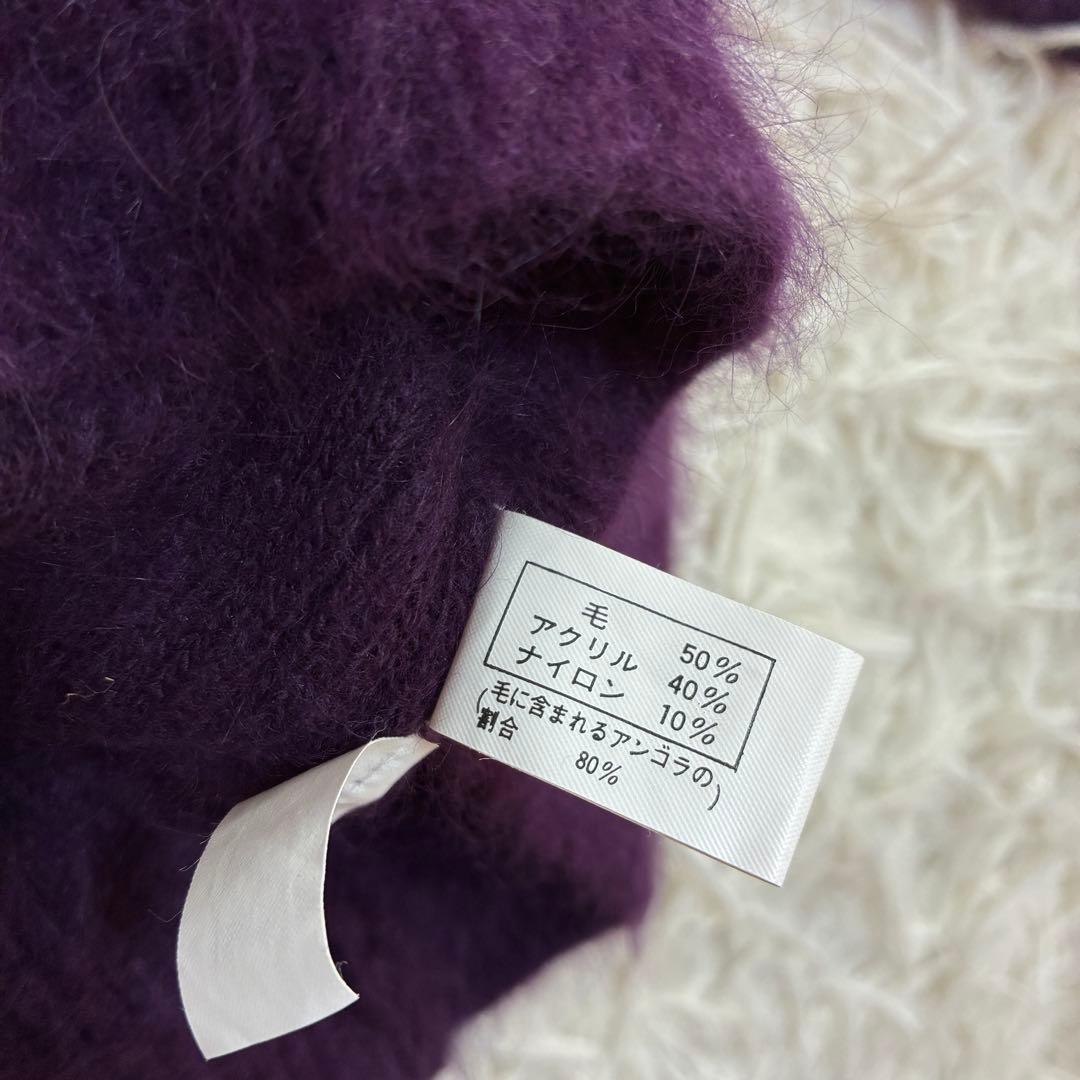 毛 50%
アクリル 40%
ナイロン 10%
(毛に含まれるアンゴラの
割合 80%)